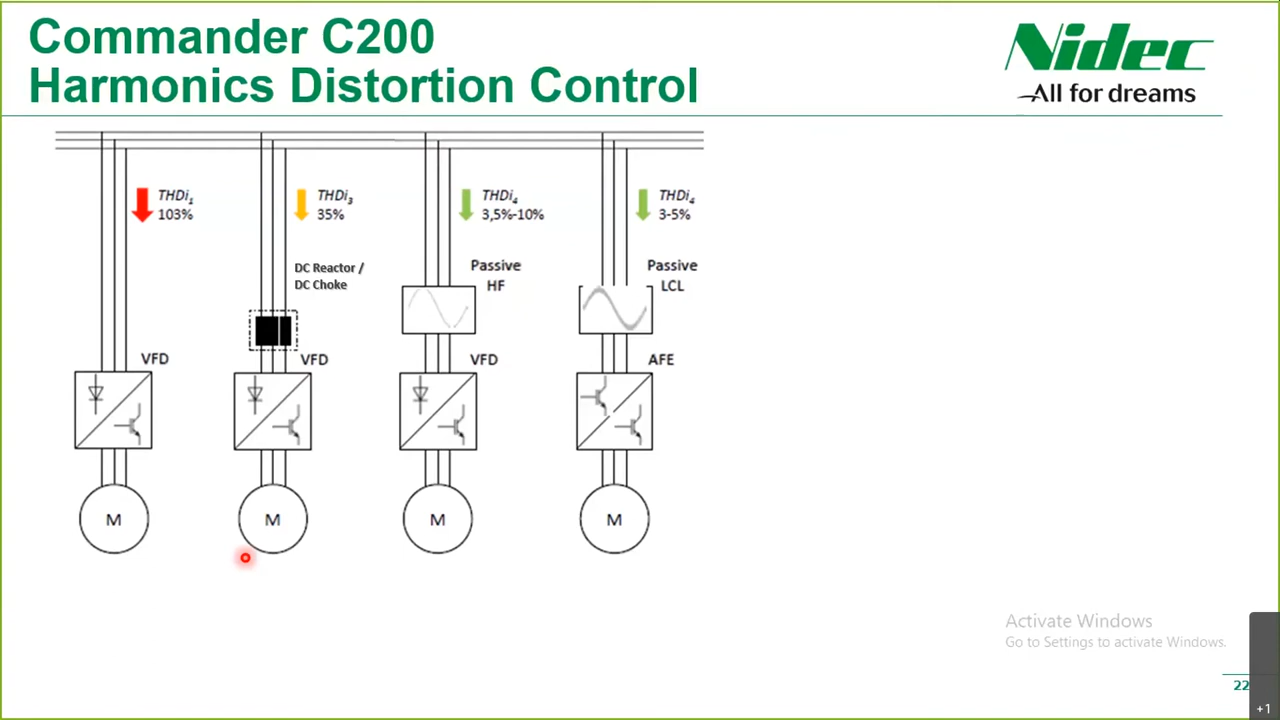 Commander C200
Harmonics Distortion Control
Nidec
All for dreams
THDi1
103%
THDi3
35%
THDi4
3,5%-10%
THDi4
3-5%
DC Reactor /
DC Choke
Passive
HF
Passive
LCL
VFD
VFD
VFD
AFE
M
M
M
M
Activate Windows
Go to Settings to activate Windows.
22
+1